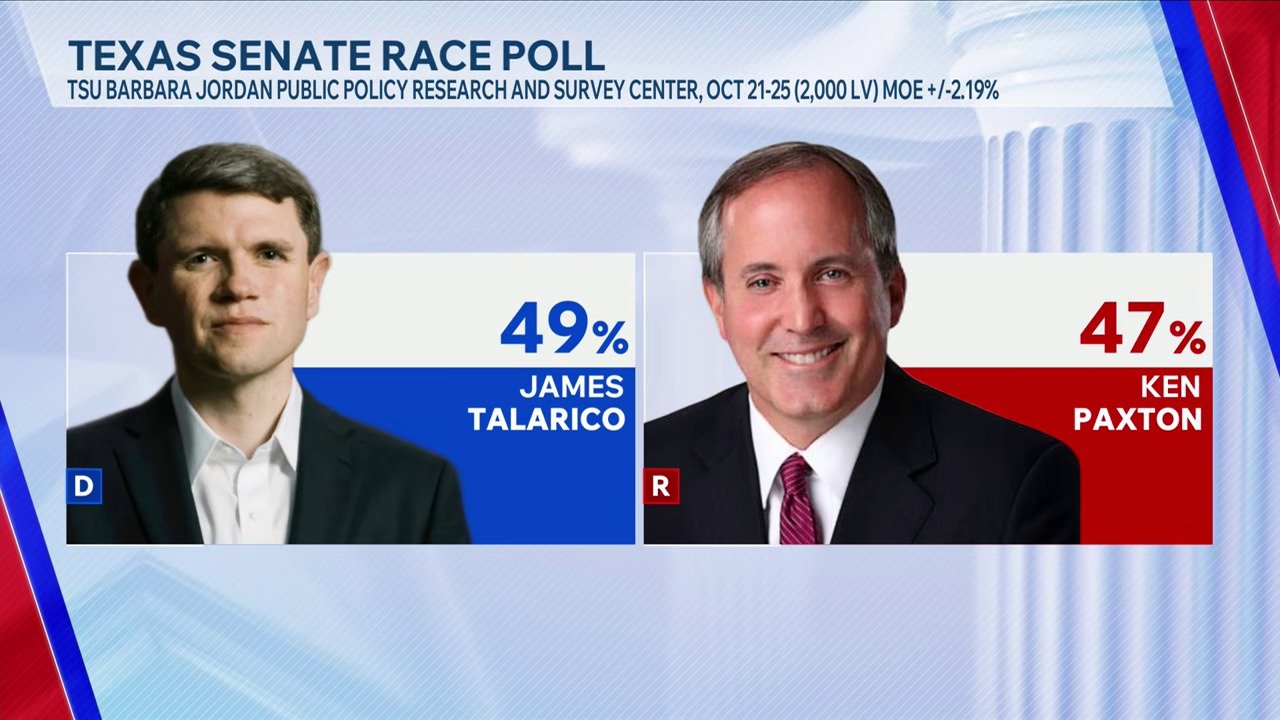 TEXAS SENATE RACE POLL
TSU BARBARA JORDAN PUBLIC POLICY RESEARCH AND SURVEY CENTER, OCT 21-25 (2,000 LV) MOE +/-2.19%
49%
JAMES
TALARICO
D
47%
KEN
PAXTON
R